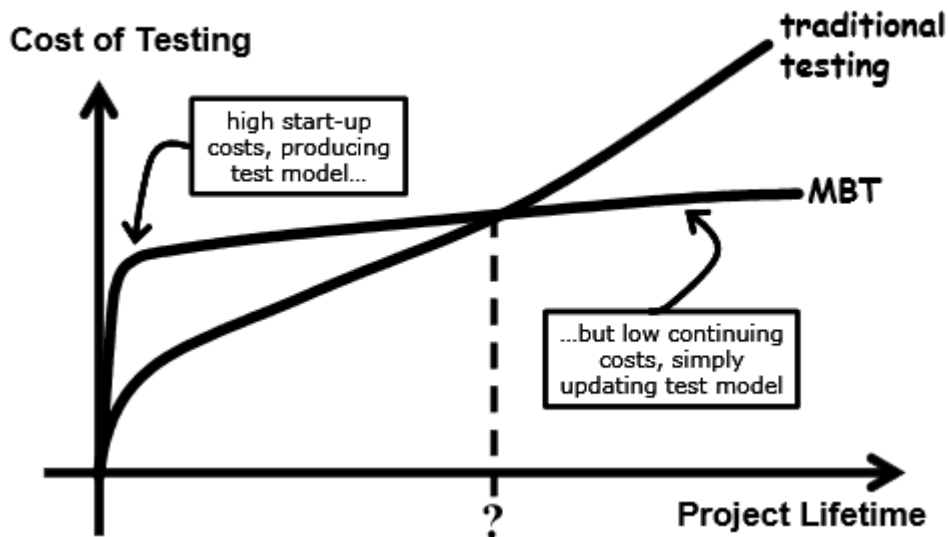 Cost of Testing
traditional
testing
high start-up
costs, producing
test model...
MBT
...but low continuing
costs, simply
updating test model
?
Project Lifetime